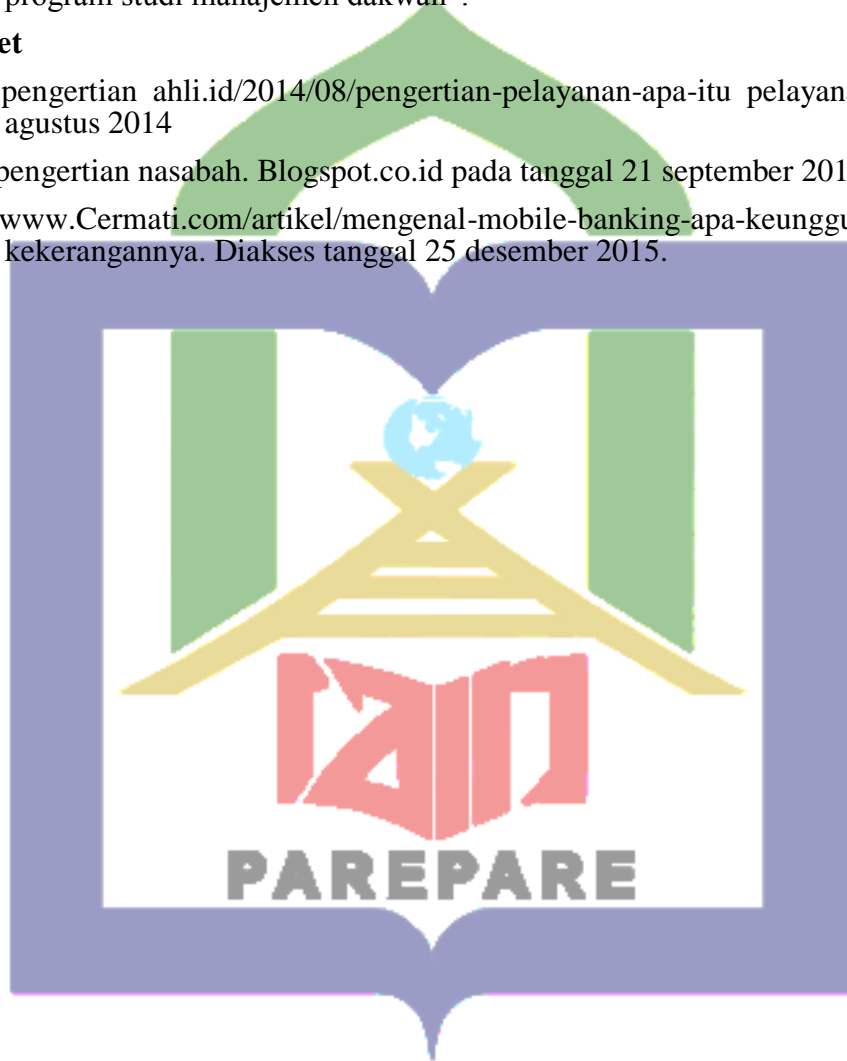 program studi manajemen dakwah".
et
pengertian ahli.id/2014/08/pengertian-pelayanan-apa-itu pelayana
agustus 2014
pengertian nasabah. Blogspot.co.id pada tanggal 21 september 201
www.Cermati.com/artikel/mengenal-mobile-banking-apa-keunggu
kekerangannya. Diakses tanggal 25 desember 2015.
iain
PAREPARE